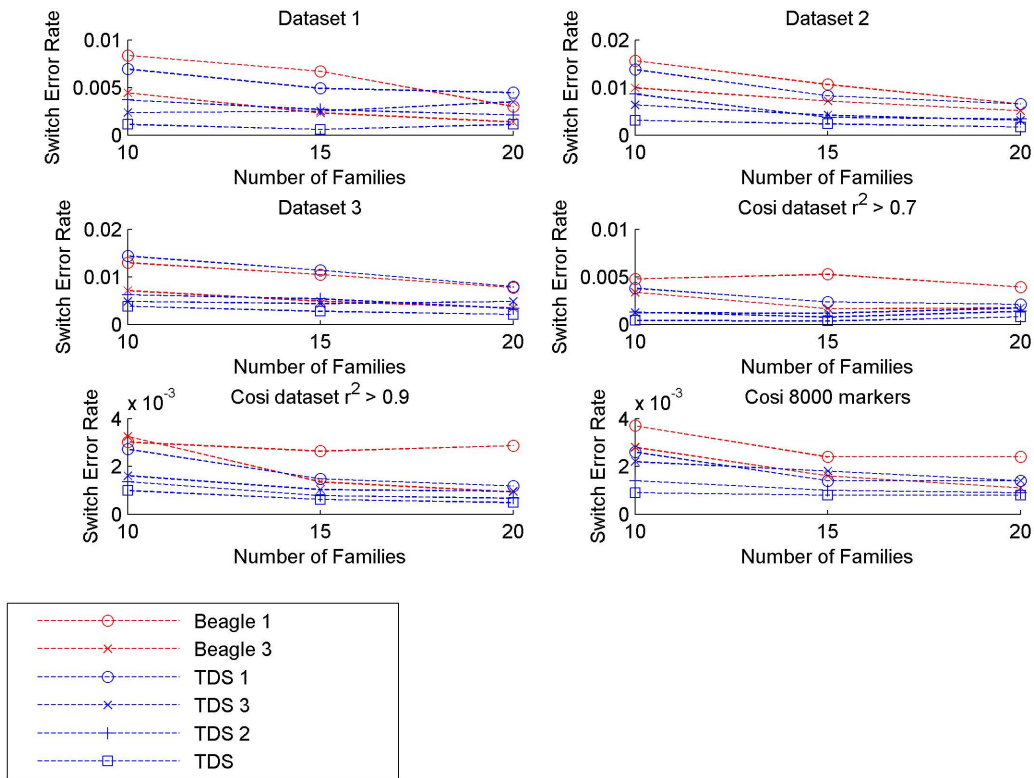 Dataset 1
Switch Error Rate
0.01
0.005
0
10
15
20
Number of Families
Dataset 2
Switch Error Rate
0.02
0.01
0
10
15
20
Number of Families
Dataset 3
Switch Error Rate
0.02
0.01
0
10
15
20
Number of Families
Cosi dataset r² > 0.7
Switch Error Rate
0.01
0.005
0
10
15
20
Number of Families
Cosi dataset r² > 0.9
x 10⁻³
Switch Error Rate
4
2
0
10
15
20
Number of Families
Cosi 8000 markers
x 10⁻³
Switch Error Rate
4
2
0
10
15
20
Number of Families
Beagle 1
Beagle 3
TDS 1
TDS 3
TDS 2
TDS